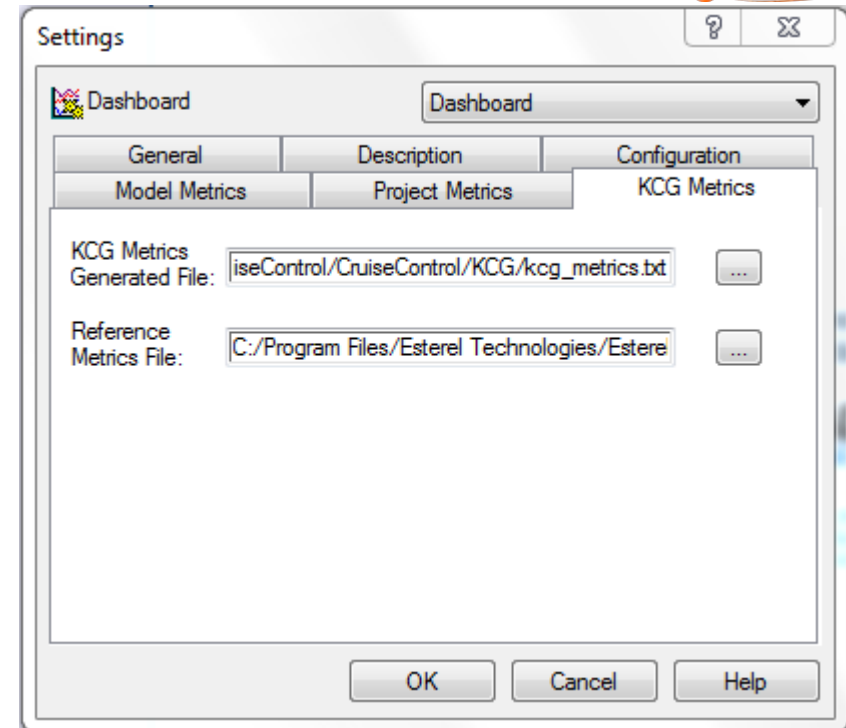 Settings
Dashboard
Dashboard
General
Description
Configuration
Model Metrics
Project Metrics
KCG Metrics
KCG Metrics
Generated File:
iseControl/CruiseControl/KCG/kcg_metrics.txt
...
Reference
Metrics File:
C:/Program Files/Esterel Technologies/Esterel
...
OK
Cancel
Help